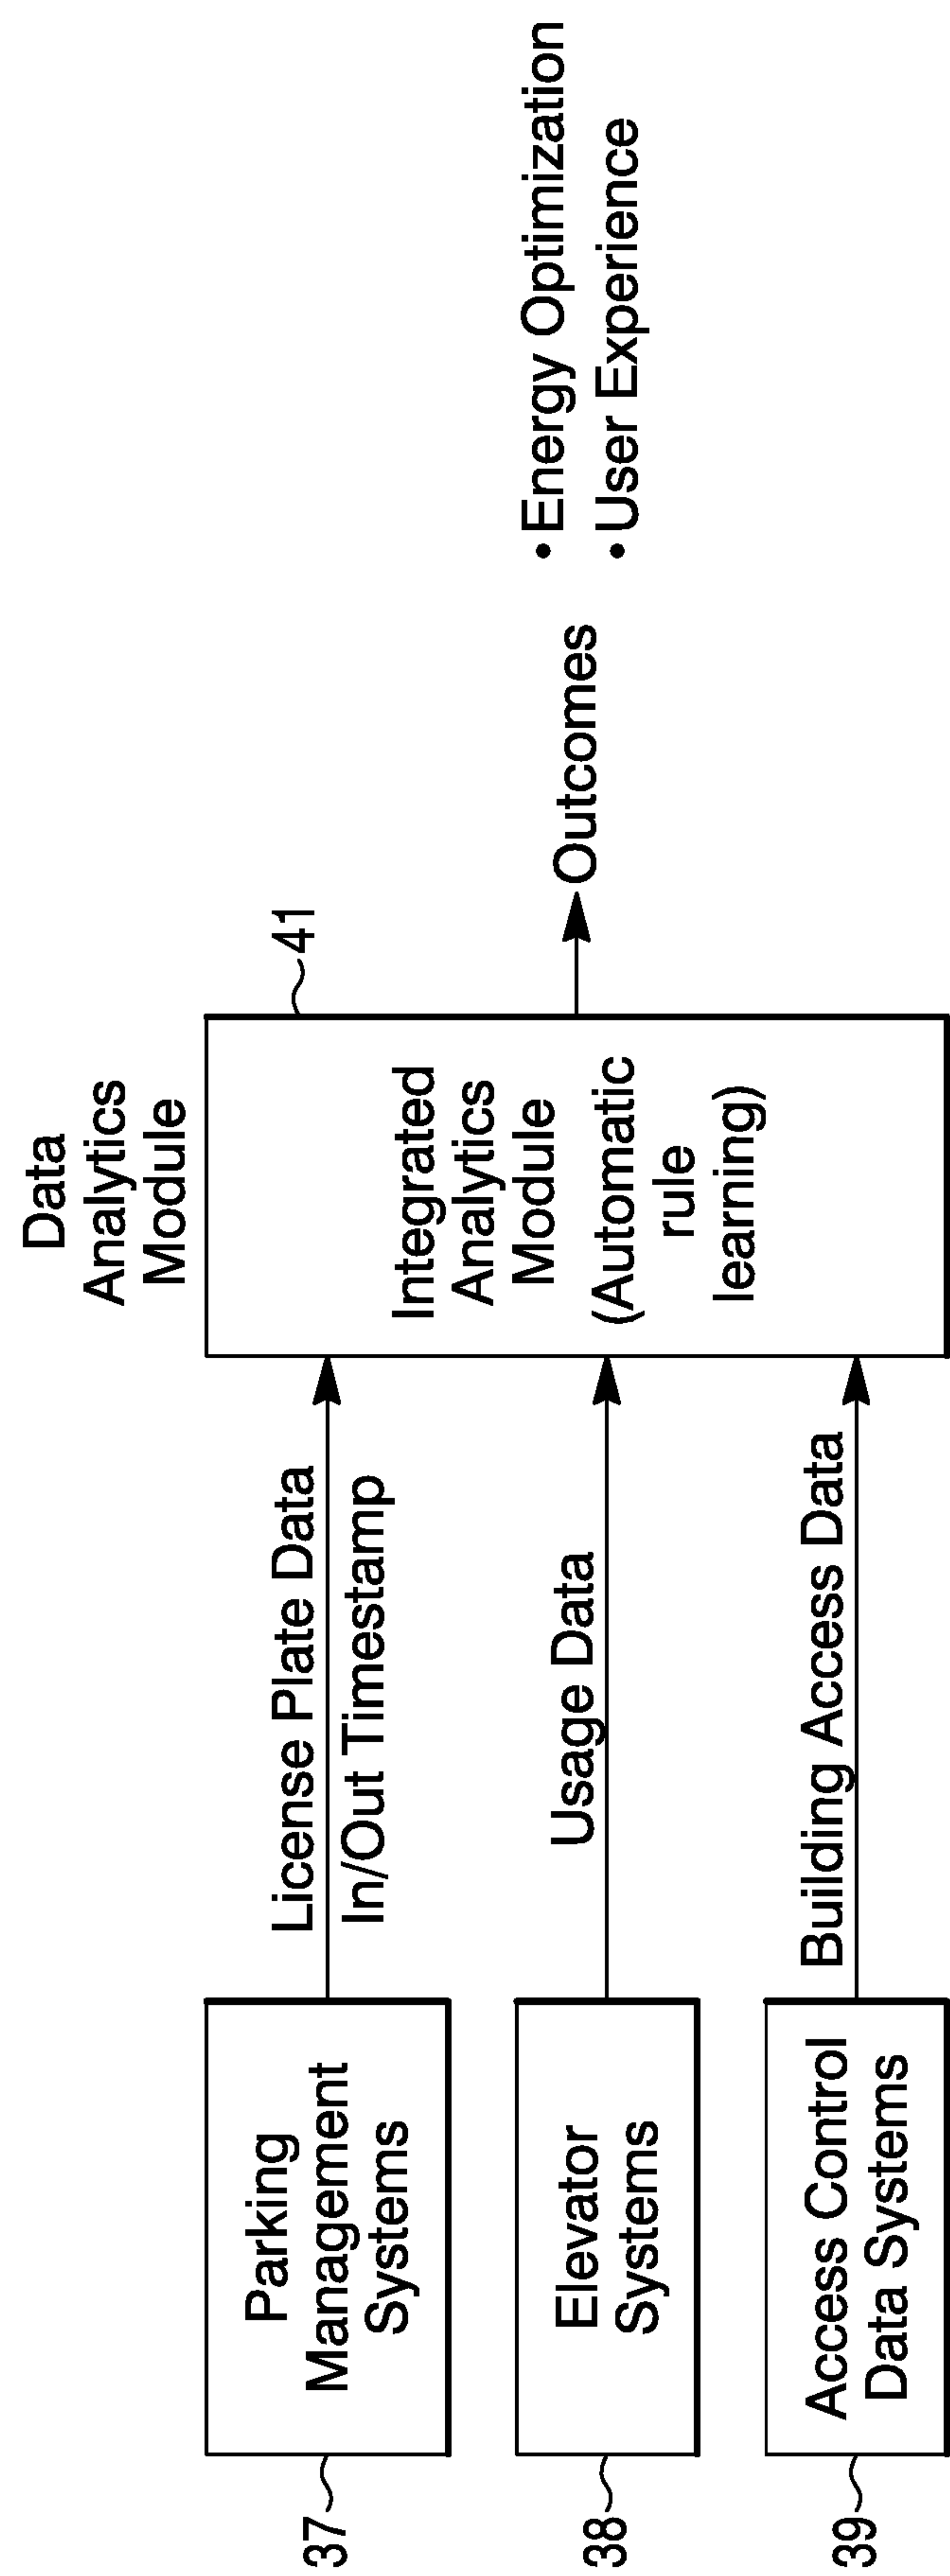 Data
Analytics
Module
37
Parking
Management
Systems
License Plate Data
In/Out Timestamp
41
38
Elevator
Systems
Usage Data
39
Access Control
Data Systems
Building Access Data
Integrated
Analytics
Module
(Automatic
rule
learning)
Outcomes
• Energy Optimization
• User Experience